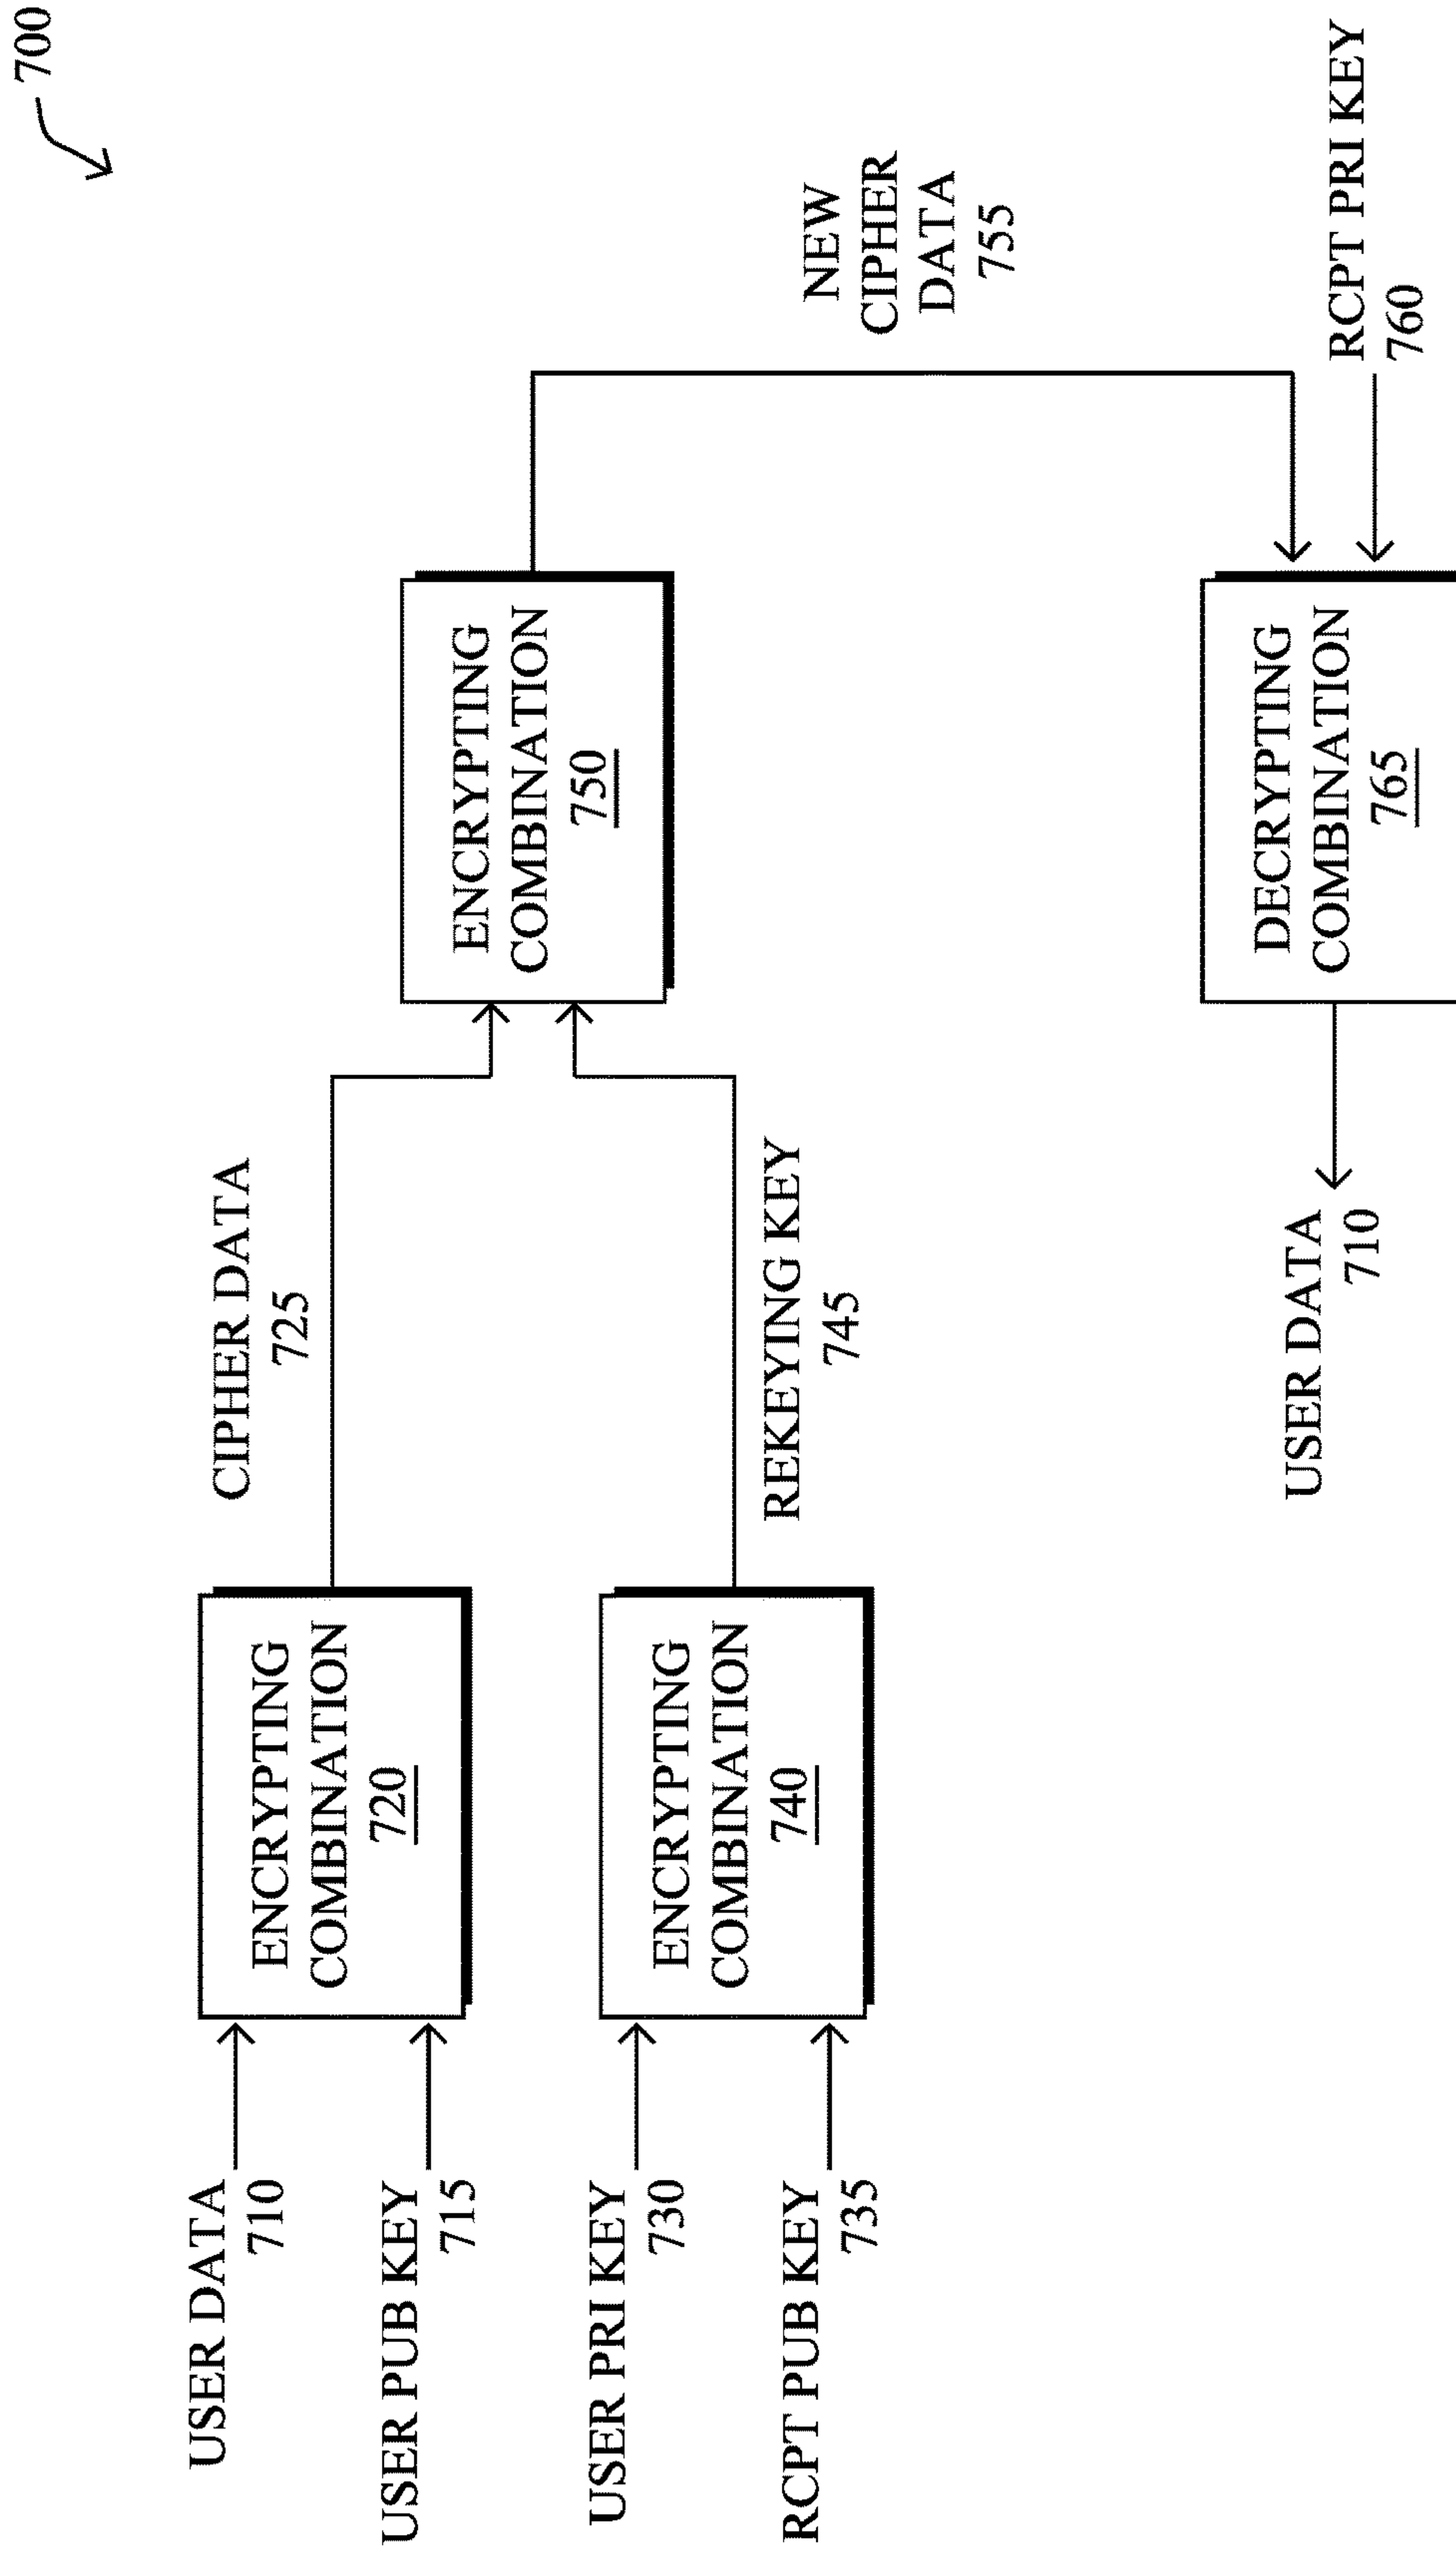 700
USER DATA
710
USER PUB KEY
715
ENCRYPTING
COMBINATION
720
CIPHER DATA
725
USER PRI KEY
730
RCPT PUB KEY
735
ENCRYPTING
COMBINATION
740
REKEYING KEY
745
ENCRYPTING
COMBINATION
750
NEW
CIPHER
DATA
755
USER DATA
710
DECRYPTING
COMBINATION
765
RCPT PRI KEY
760